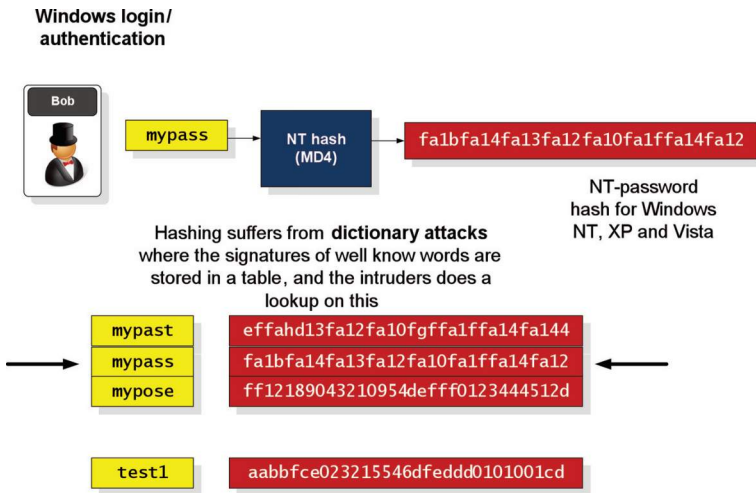 Windows login/
authentication
Bob
mypass
NT hash
(MD4)
fa1bfa14fa13fa12fa10fa1ffa14fa12
NT-password
hash for Windows
NT, XP and Vista
Hashing suffers from dictionary attacks
where the signatures of well know words are
stored in a table, and the intruders does a
lookup on this
mypast effahd13fa12fa10fgffa1ffa14fa144
mypass fa1bfa14fa13fa12fa10fa1ffa14fa12
mypose ff12189043210954defff0123444512d
test1 aabbfce023215546dfeddd0101001cd